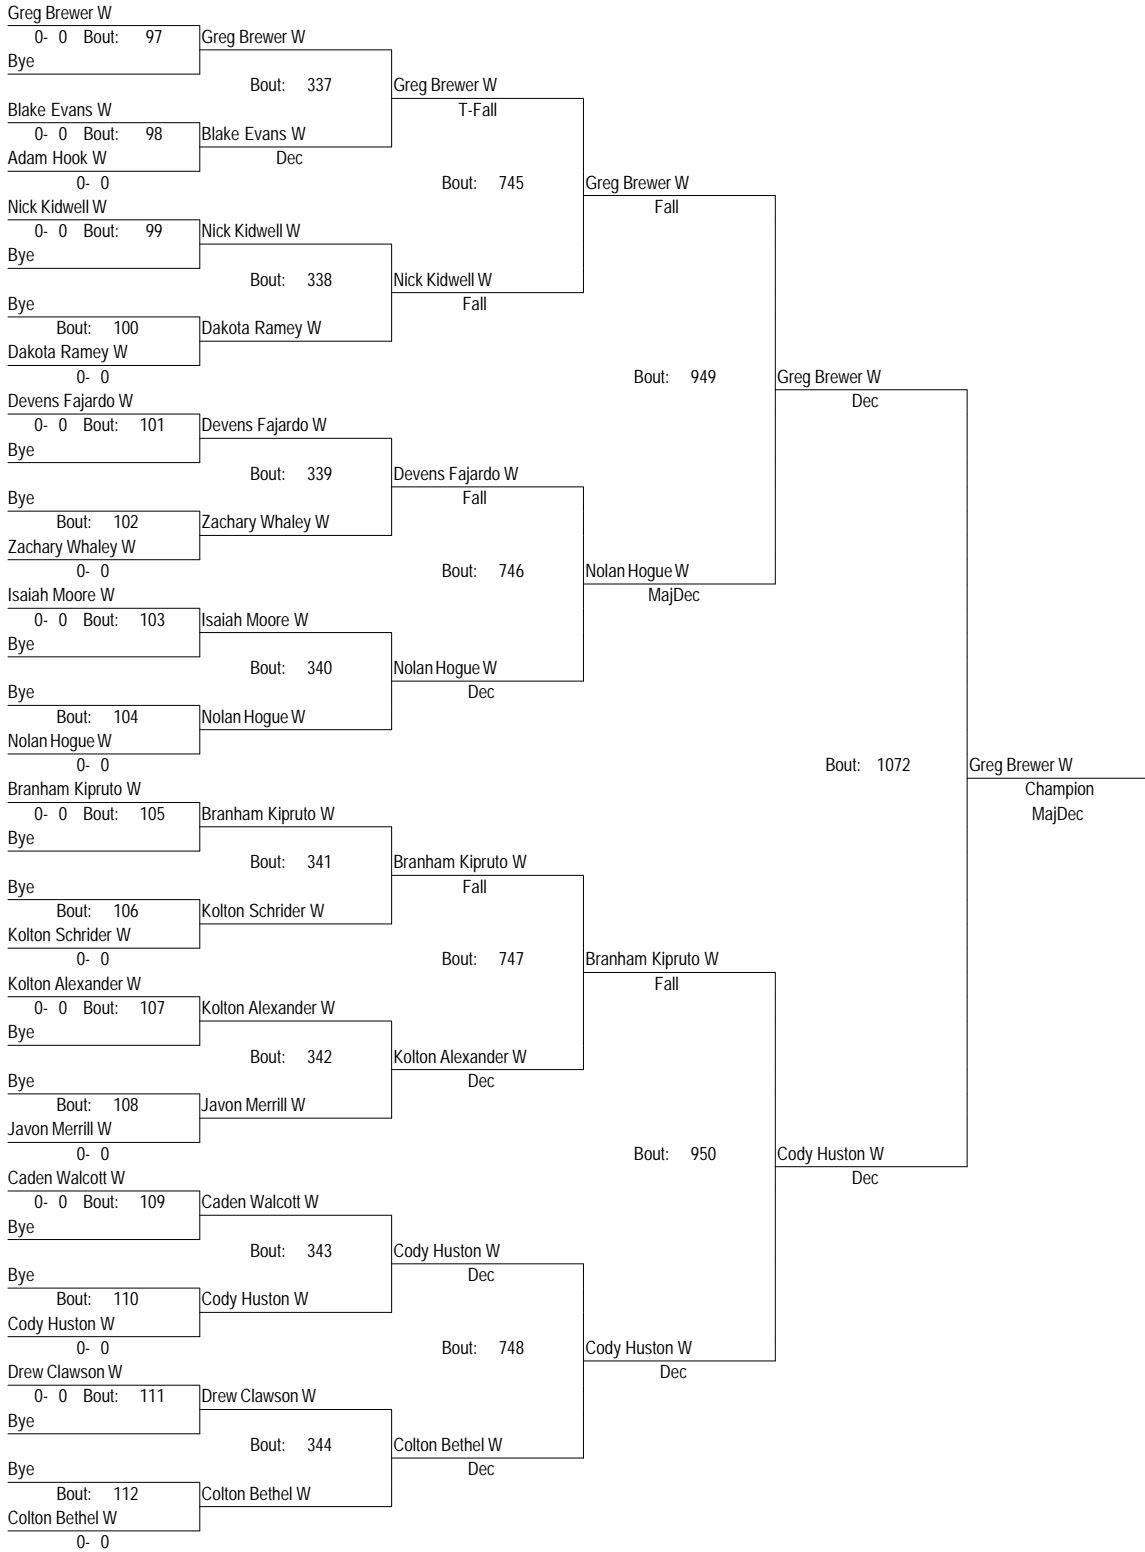 Greg Brewer W
0- 0 Bout: 97 Greg Brewer W
Bye
Bout: 337 Greg Brewer W
Blake Evans W T-Fall
0- 0 Bout: 98 Blake Evans W
Adam Hook W Dec
0- 0 Bout: 745 Greg Brewer W
Nick Kidwell W Fall
0- 0 Bout: 99 Nick Kidwell W
Bye
Bout: 338 Nick Kidwell W
Bye Fall
Bout: 100 Dakota Ramey W
Dakota Ramey W
0- 0 Bout: 949 Greg Brewer W
Devens Fajardo W Dec
0- 0 Bout: 101 Devens Fajardo W
Bye
Bout: 339 Devens Fajardo W
Bye Fall
Bout: 102 Zachary Whaley W
Zachary Whaley W
0- 0 Bout: 746 Nolan Hogue W
Isaiah Moore W MajDec
0- 0 Bout: 103 Isaiah Moore W
Bye
Bout: 340 Nolan Hogue W
Bye Dec
Bout: 104 Nolan Hogue W
Nolan Hogue W
0- 0 Bout: 1072 Greg Brewer W
Branham Kipruto W Champion
0- 0 Bout: 105 Branham Kipruto W MajDec
Bye
Bout: 341 Branham Kipruto W
Bye Fall
Bout: 106 Kolton Schrider W
Kolton Schrider W
0- 0 Bout: 747 Branham Kipruto W
Kolton Alexander W Fall
0- 0 Bout: 107 Kolton Alexander W
Bye
Bout: 342 Kolton Alexander W
Bye Dec
Bout: 108 Javon Merrill W
Javon Merrill W
0- 0 Bout: 950 Cody Huston W
Caden Walcott W Dec
0- 0 Bout: 109 Caden Walcott W
Bye
Bout: 343 Cody Huston W
Bye Dec
Bout: 110 Cody Huston W
Cody Huston W
0- 0 Bout: 748 Cody Huston W
Drew Clawson W Dec
0- 0 Bout: 111 Drew Clawson W
Bye
Bout: 344 Colton Bethel W
Bye Dec
Bout: 112 Colton Bethel W
Colton Bethel W
0- 0